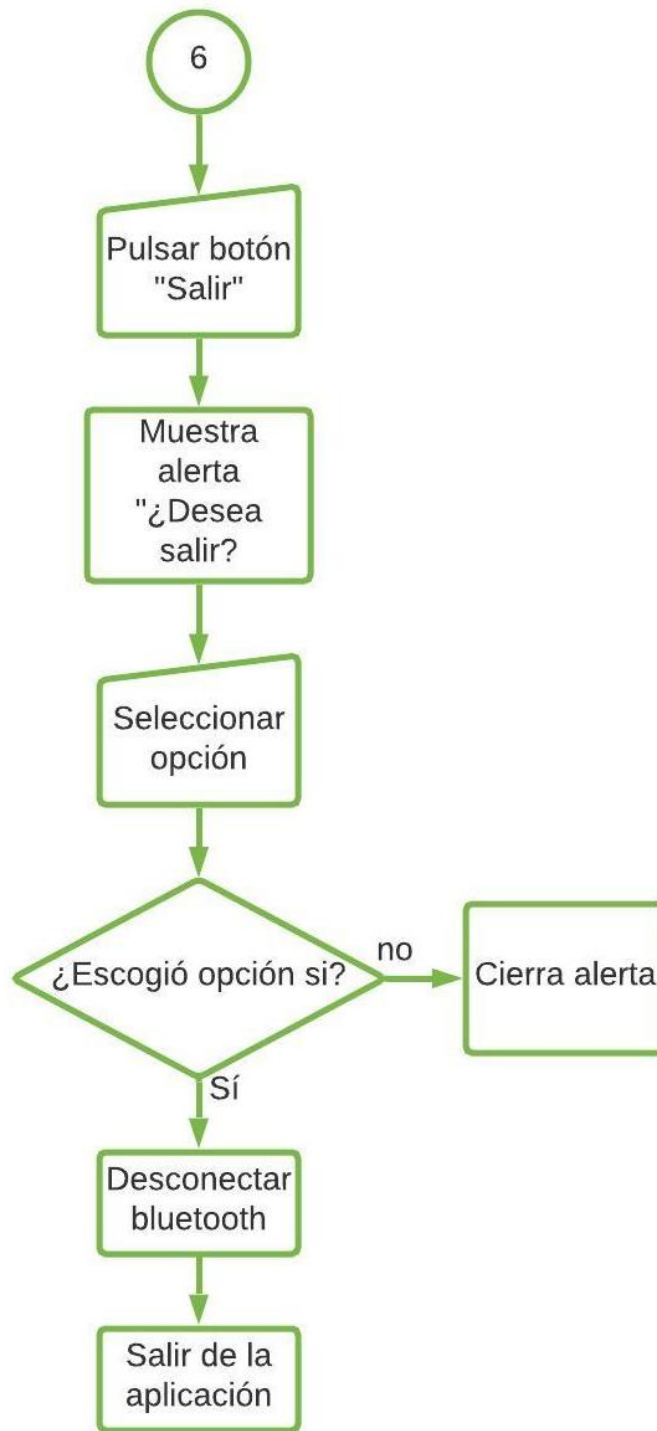 6
Pulsar botón
"Salir"
Muestra
alerta
"¿Desea
salir?
Seleccionar
opción
¿Escogió opción si?
no
Cierra alerta
Sí
Desconectar
bluetooth
Salir de la
aplicación